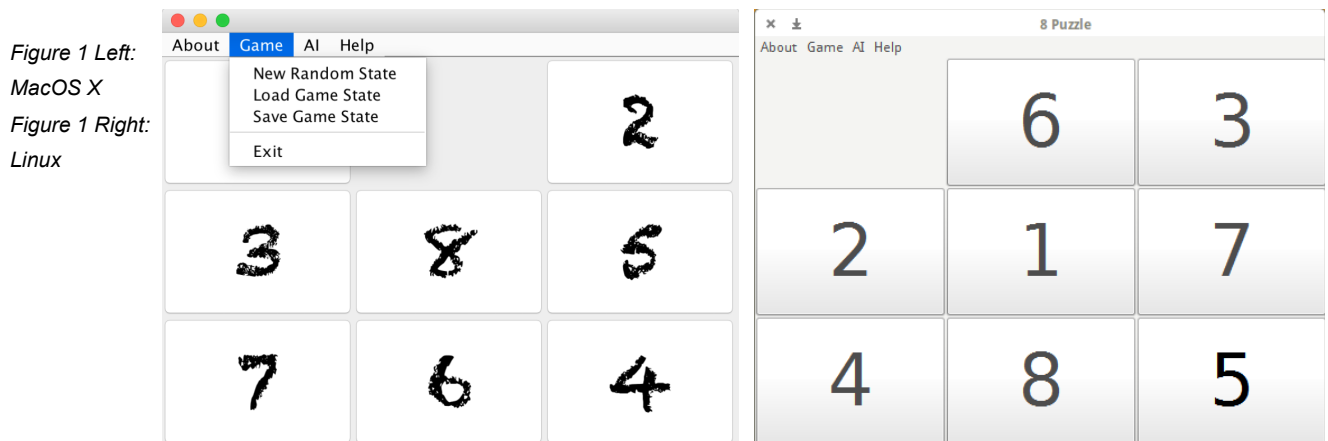 Figure 1 Left:
MacOS X
Figure 1 Right:
Linux
About Game AI Help
New Random State
Load Game State
Save Game State
Exit
2
3 8 5
7 6 4
8 Puzzle
About Game AI Help
6 3
2 1 7
4 8 5